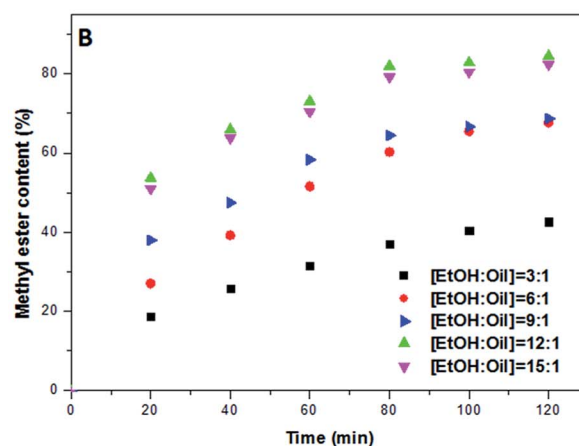 B
Methyl ester content (%)
80
60
40
20
0
0
20
40
60
80
100
120
Time (min)
[EtOH:Oil]=3:1
[EtOH:Oil]=6:1
[EtOH:Oil]=9:1
[EtOH:Oil]=12:1
[EtOH:Oil]=15:1